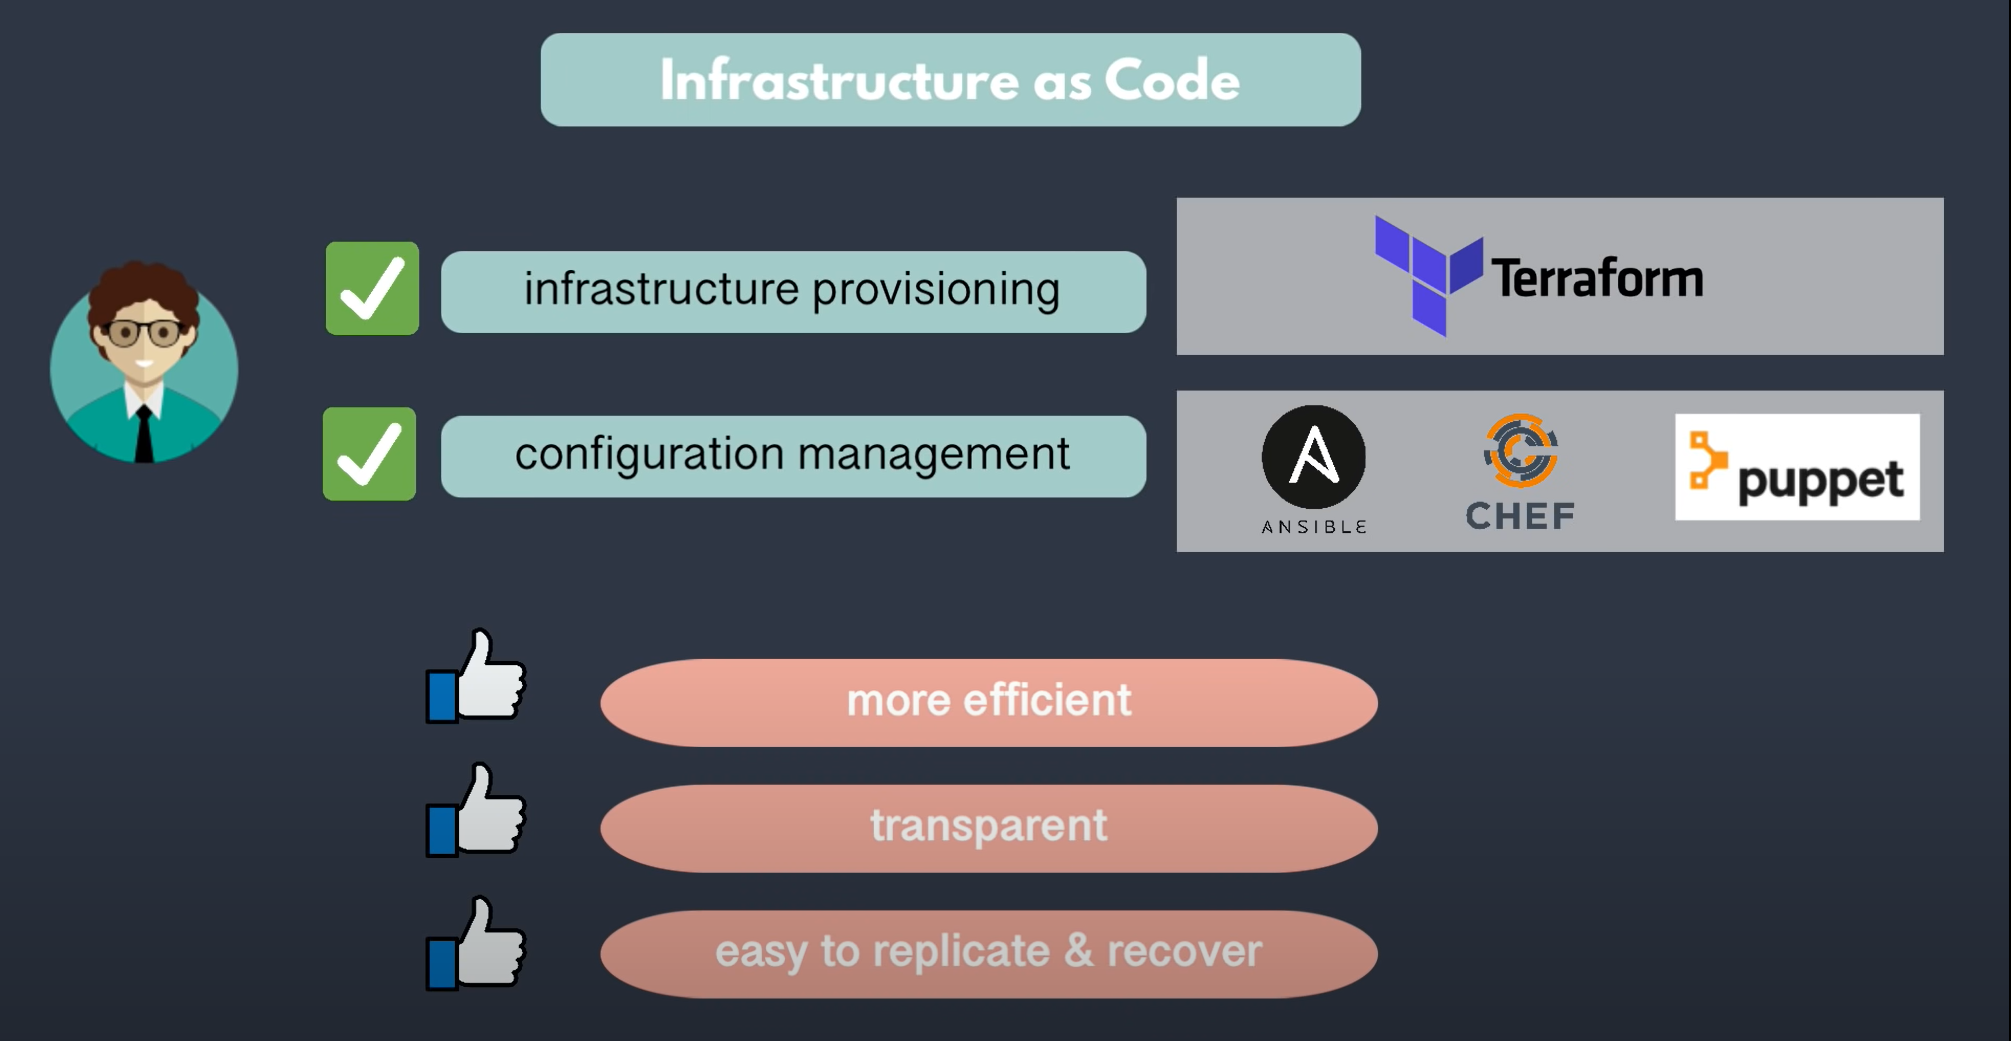 Infrastructure as Code
infrastructure provisioning
Terraform
configuration management
ANSIBLE
CHEF
puppet
more efficient
transparent
easy to replicate & recover